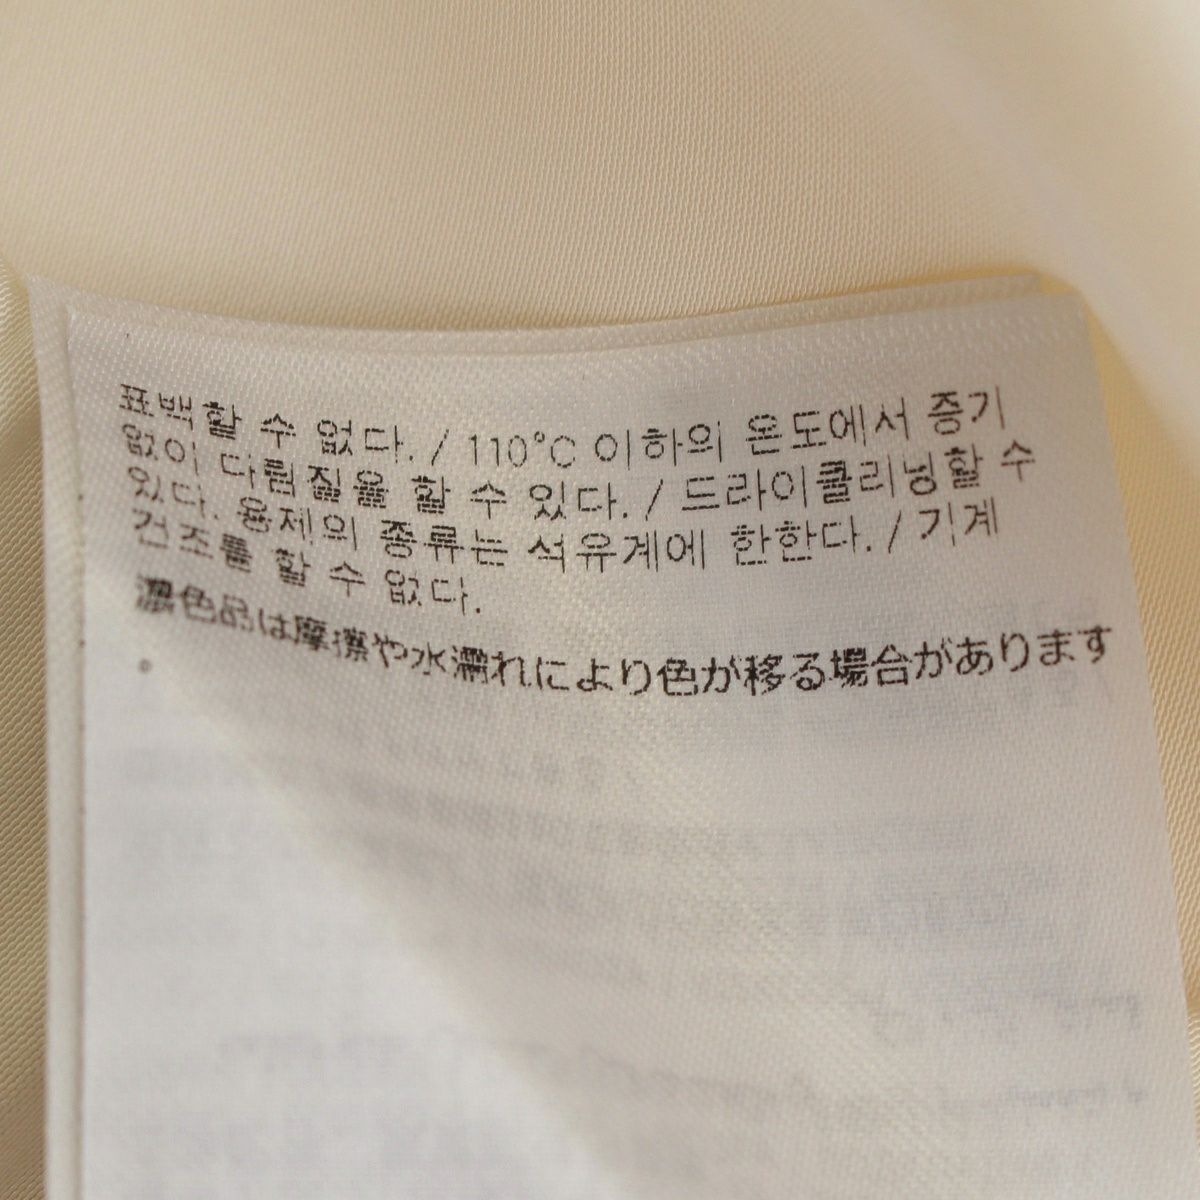 표백할 수 없다. / 110°C 이하의 온도에서 증기
없이 다림질을 할 수 있다. / 드라이클리닝할 수
있다. 용제의 종류는 석유계에 한한다. / 기계
건조를 할 수 없다.
濃色品は摩擦や水濡れにより色が移る場合があります
。